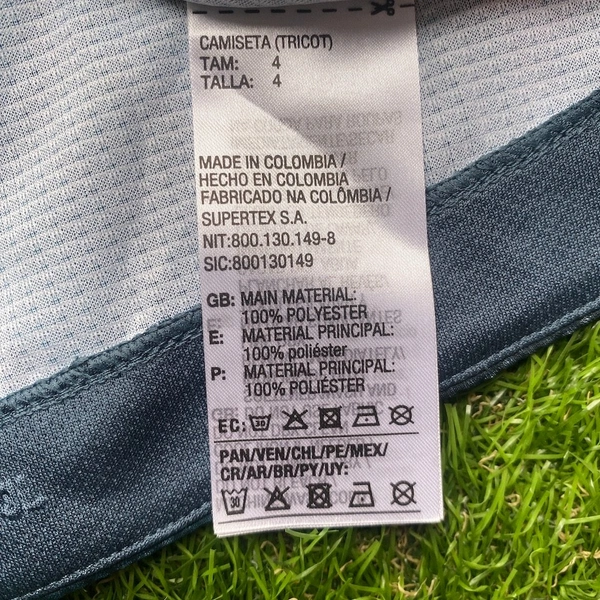 CAMISETA (TRICOT)
TAM: 4
TALLA: 4
MADE IN COLOMBIA /
HECHO EN COLOMBIA
FABRICADO NA COLÔMBIA /
SUPERTEX S.A.
NIT:800.130.149-8
SIC:800130149
GB: MAIN MATERIAL:
100% POLYESTER
E: MATERIAL PRINCIPAL:
100% poliéster
P: MATERIAL PRINCIPAL:
100% POLIÉSTER
EC: 30
PAN/VEN/CHL/PE/MEX/
CR/AR/BR/PY/UY:
30